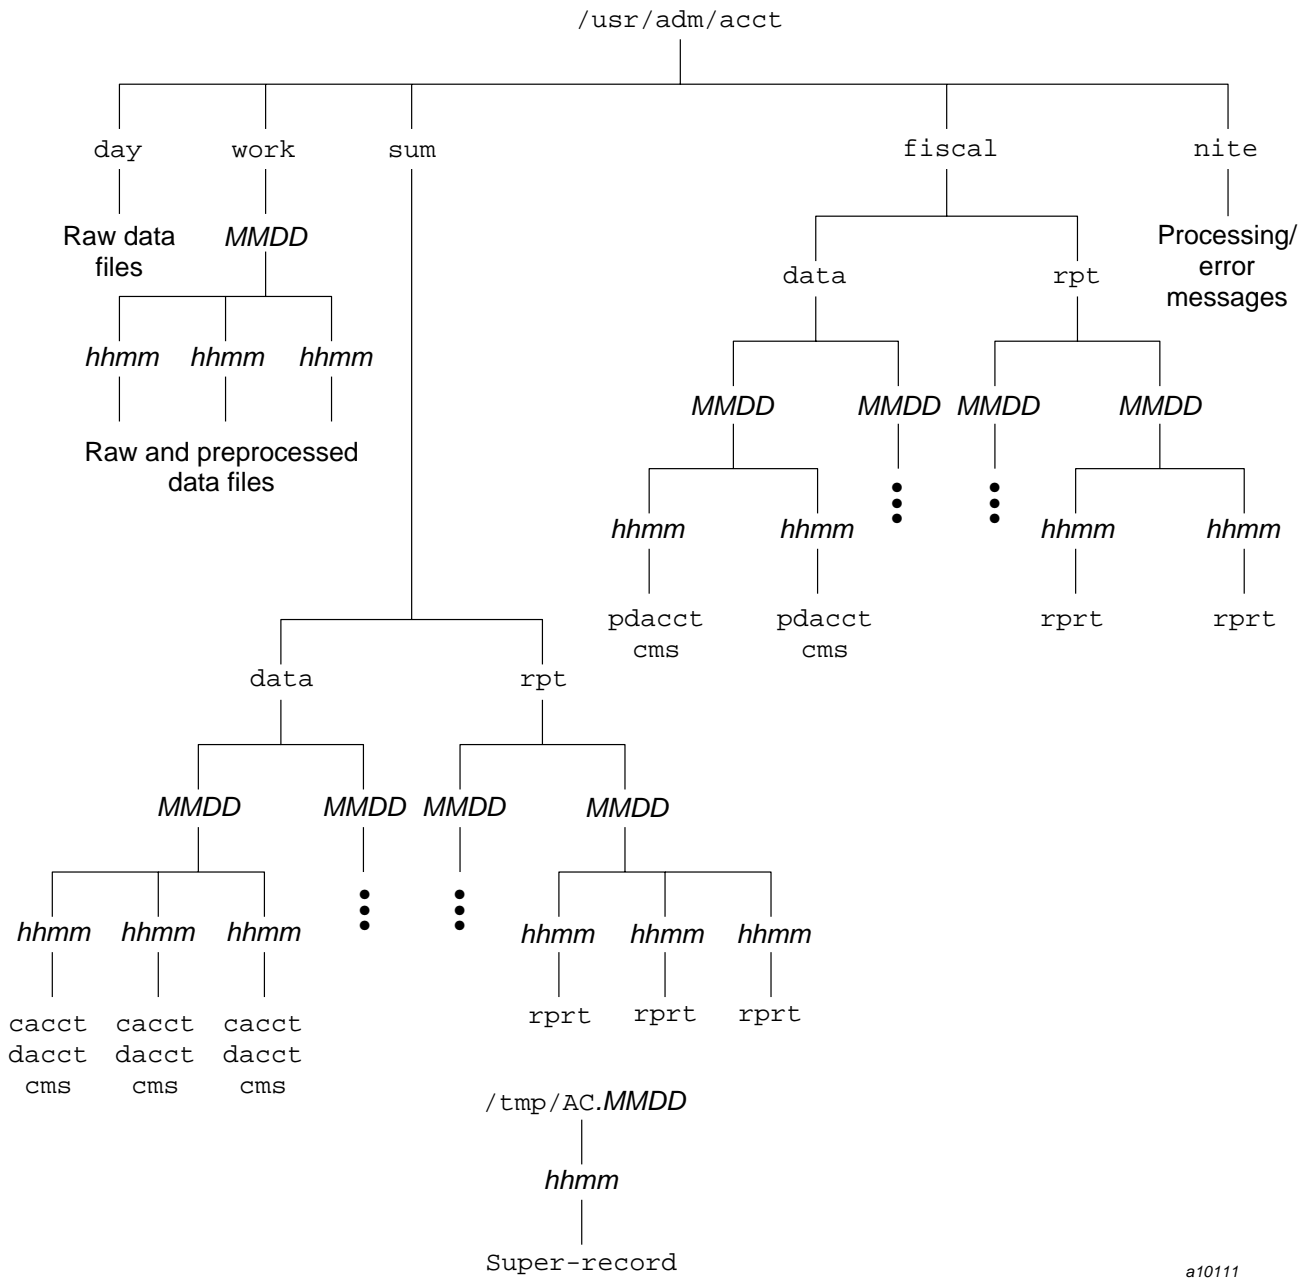 /usr/adm/acct
day work sum fiscal nite
Raw data
files
MMDD
Processing/
error
messages
data rpt
hhmm hhmm hhmm
MMDD MMDD MMDD MMDD
Raw and preprocessed
data files
hhmm hhmm hhmm hhmm
pdacct pdacct rprt rprt
cms cms
data rpt
MMDD MMDD MMDD MMDD
hhmm hhmm hhmm hhmm hhmm hhmm
cacct cacct cacct rprt rprt rprt
dacct dacct dacct
cms cms cms
/tmp/AC.MMDD
hhmm
Super-record
a10111